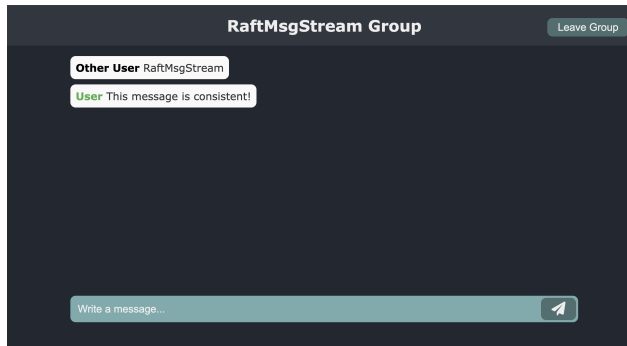 RaftMsgStream Group
Leave Group
Other User RaftMsgStream
User This message is consistent!
Write a message...